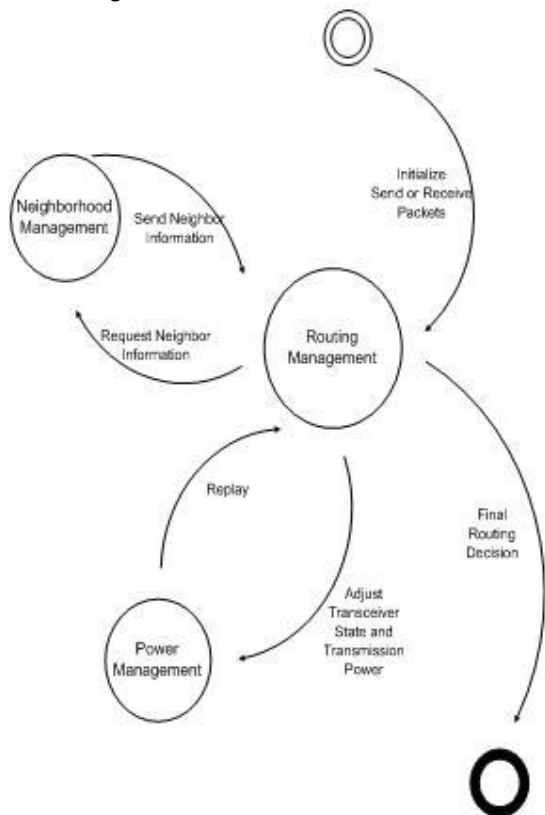 Initialize
Send or Receive
Packets
Neighborhood
Management
Send Neighbor
Information
Request Neighbor
Information
Routing
Management
Replay
Final
Routing
Decision
Adjust
Transceiver
State and
Transmission
Power
Power
Management